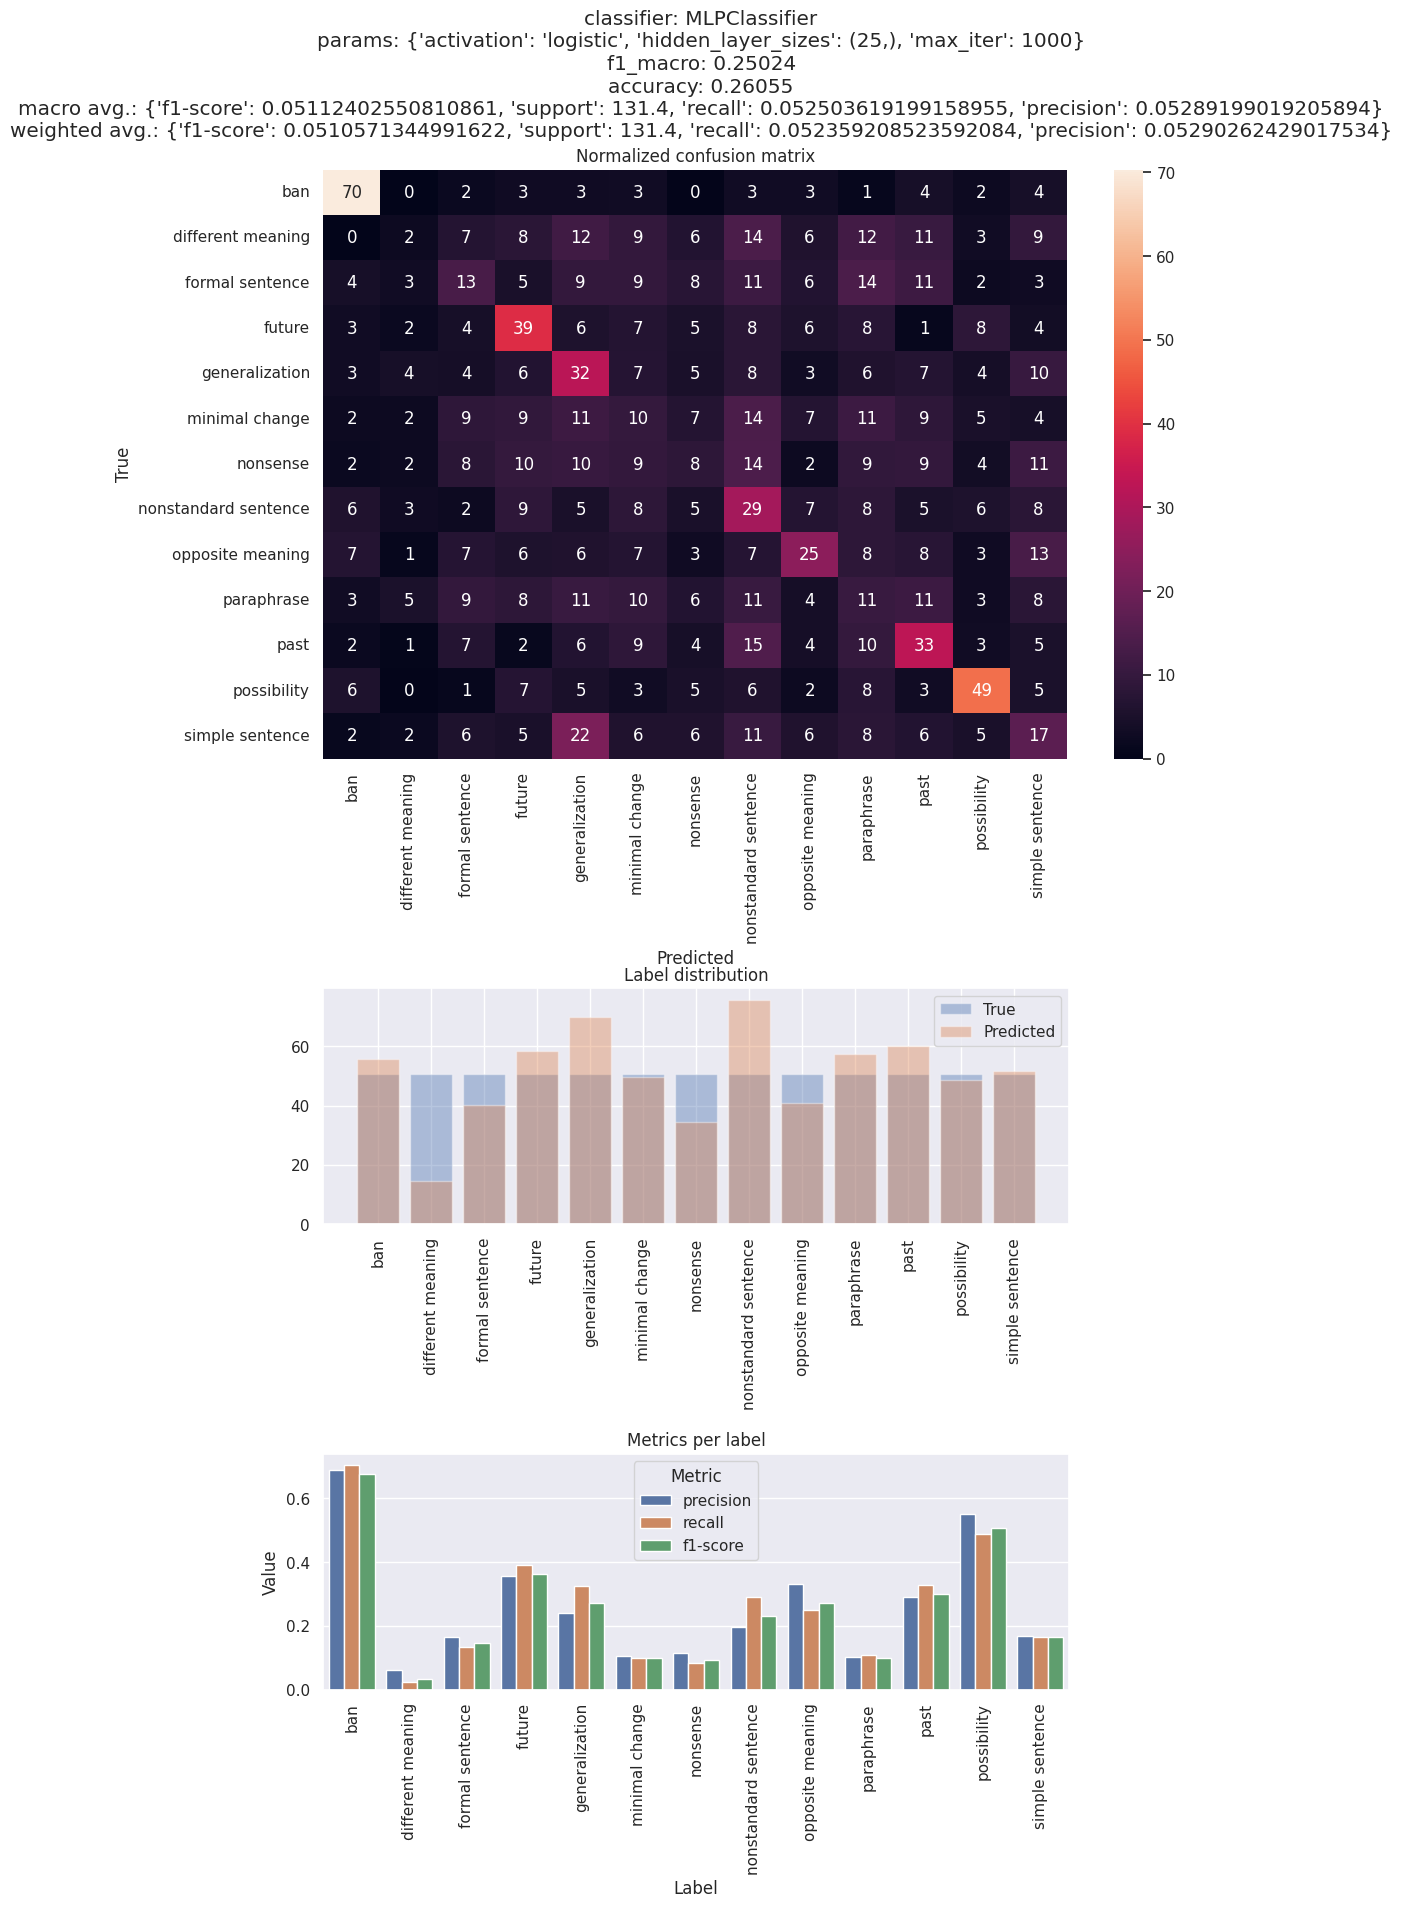 classifier: MLPClassifier
params: {'activation': 'logistic', 'hidden_layer_sizes': (25,), 'max_iter': 1000}
f1_macro: 0.25024
accuracy: 0.26055
macro avg.: {'f1-score': 0.05112402550810861, 'support': 131.4, 'recall': 0.052503619199158955, 'precision': 0.052891990019205894}
weighted avg.: {'f1-score': 0.0510571344991622, 'support': 131.4, 'recall': 0.052359208523592084, 'precision': 0.05290262429017534}
Normalized confusion matrix
True
ban 70 0 2 3 3 3 0 3 3 1 4 2 4
different meaning 0 2 7 8 12 9 6 14 6 12 11 3 9
formal sentence 4 3 13 5 9 9 8 11 6 14 11 2 3
future 3 2 4 39 6 7 5 8 6 8 1 8 4
generalization 3 4 4 6 32 7 5 8 3 6 7 4 10
minimal change 2 2 9 9 11 10 7 14 7 11 9 5 4
nonsense 2 2 8 10 10 9 8 14 2 9 9 4 11
nonstandard sentence 6 3 2 9 5 8 5 29 7 8 5 6 8
opposite meaning 7 1 7 6 6 7 3 7 25 8 8 3 13
paraphrase 3 5 9 8 11 10 6 11 4 11 11 3 8
past 2 1 7 2 6 9 4 15 4 10 33 3 5
possibility 6 0 1 7 5 3 5 6 2 8 3 49 5
simple sentence 2 2 6 5 22 6 6 11 6 8 6 5 17
ban
different meaning
formal sentence
future
generalization
minimal change
nonsense
nonstandard sentence
opposite meaning
paraphrase
past
possibility
simple sentence
Predicted
70
60
50
40
30
20
10
0
Label distribution
True
Predicted
60
40
20
0
ban
different meaning
formal sentence
future
generalization
minimal change
nonsense
nonstandard sentence
opposite meaning
paraphrase
past
possibility
simple sentence
Metrics per label
Metric
precision
recall
f1-score
Value
0.6
0.4
0.2
0.0
ban
different meaning
formal sentence
future
generalization
minimal change
nonsense
nonstandard sentence
opposite meaning
paraphrase
past
possibility
simple sentence
Label